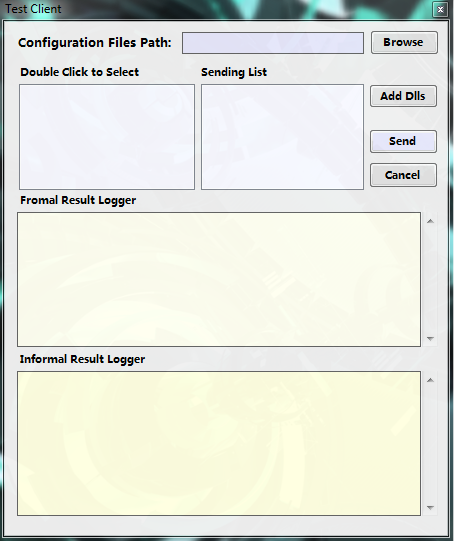 Test Client
x
Configuration Files Path:
Browse
Double Click to Select
Sending List
Add Dlls
Send
Cancel
Fromal Result Logger
Informal Result Logger